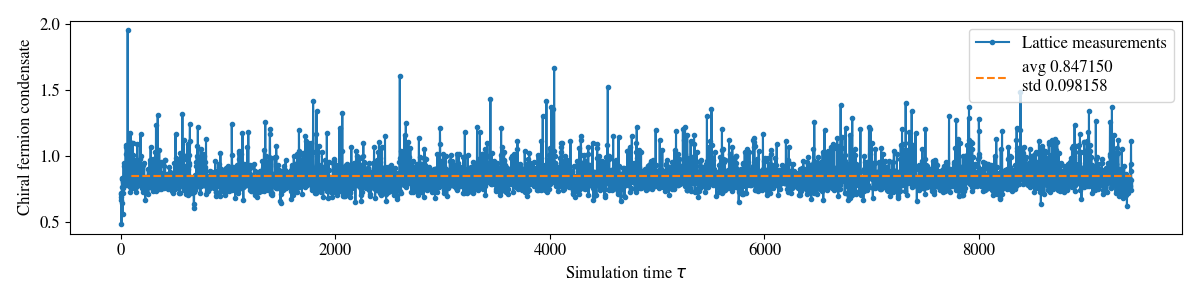 2.0
1.5
1.0
0.5
Chiral fermion condensate
Lattice measurements
avg 0.847150
std 0.098158
0
2000
4000
6000
8000
Simulation time τ